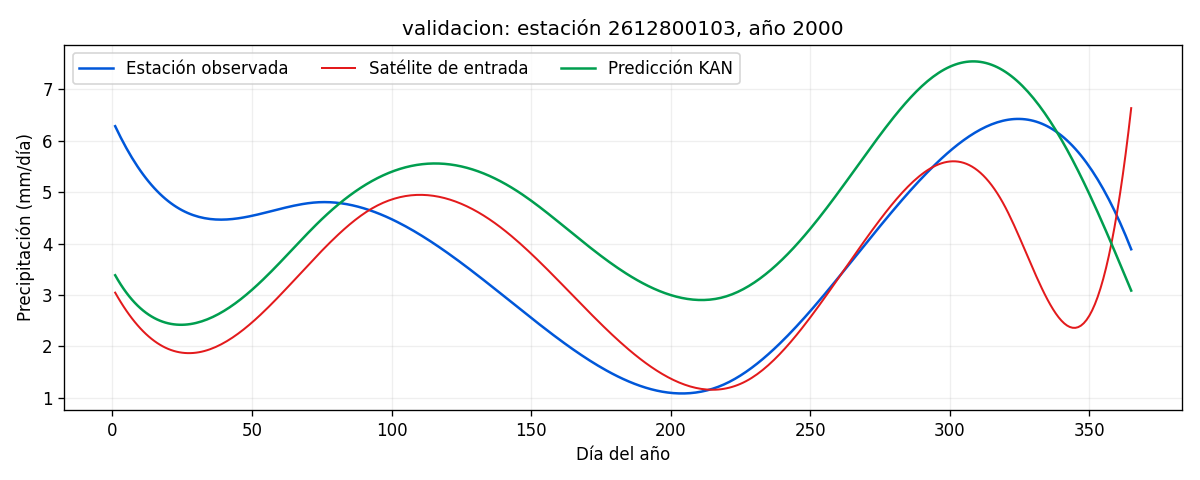 validacion: estación 2612800103, año 2000
Estación observada
Satélite de entrada
Predicción KAN
Precipitación (mm/día)
7
6
5
4
3
2
1
0
50
100
150
200
250
300
350
Día del año